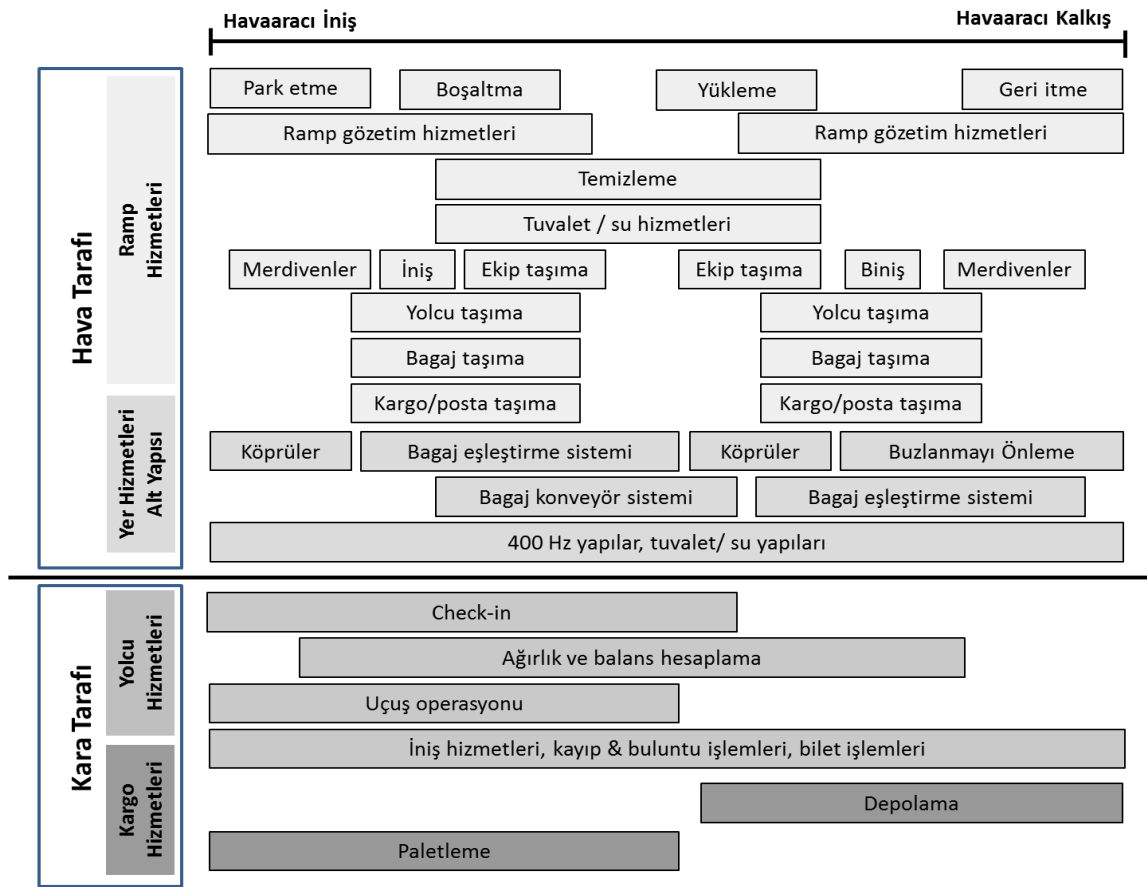 Havaaracı İniş
Havaaracı Kalkış
Hava Tarafı
Ramp
Hizmetleri
Park etme
Boşaltma
Yükleme
Geri itme
Ramp gözetim hizmetleri
Ramp gözetim hizmetleri
Temizleme
Tuvalet / su hizmetleri
Merdivenler
İniş
Ekip taşıma
Ekip taşıma
Biniş
Merdivenler
Yolcu taşıma
Yolcu taşıma
Bagaj taşıma
Bagaj taşıma
Kargo/posta taşıma
Kargo/posta taşıma
Yer Hizmetleri
Alt Yapısı
Köprüler
Bagaj eşleştirme sistemi
Köprüler
Buzlanmayı Önleme
Bagaj konveyör sistemi
Bagaj eşleştirme sistemi
400 Hz yapılar, tuvalet/ su yapıları
Kara Tarafı
Yolcu
Hizmetleri
Check-in
Ağırlık ve balans hesaplama
Uçuş operasyonu
İniş hizmetleri, kayıp & buluntu işlemleri, bilet işlemleri
Kargo
Hizmetleri
Depolama
Paletleme